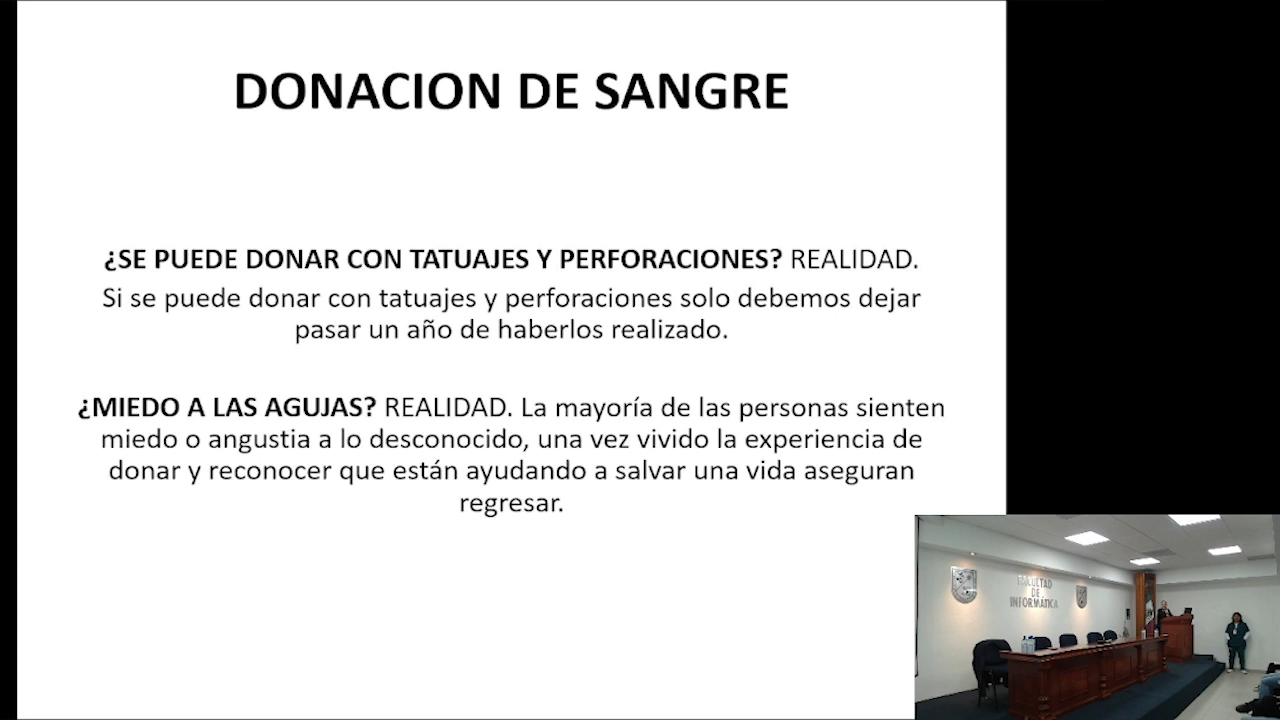 DONACION DE SANGRE
¿SE PUEDE DONAR CON TATUAJES Y PERFORACIONES? REALIDAD.
Si se puede donar con tatuajes y perforaciones solo debemos dejar
pasar un año de haberlos realizado.
¿MIEDO A LAS AGUJAS? REALIDAD. La mayoría de las personas sienten
miedo o angustia a lo desconocido, una vez vivido la experiencia de
donar y reconocer que están ayudando a salvar una vida aseguran
regresar.
FACULTAD
DE
INFORMÁTICA